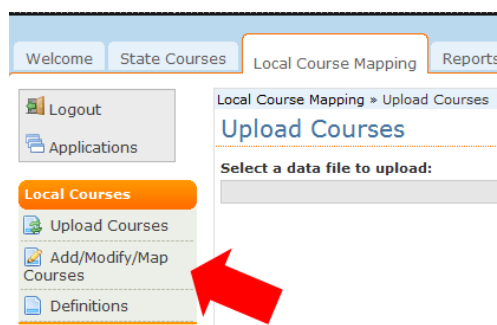 Welcome State Courses Local Course Mapping Reports
Logout
Applications
Local Course Mapping » Upload Courses
Upload Courses
Select a data file to upload:
Local Courses
Upload Courses
Add/Modify/Map
Courses
Definitions